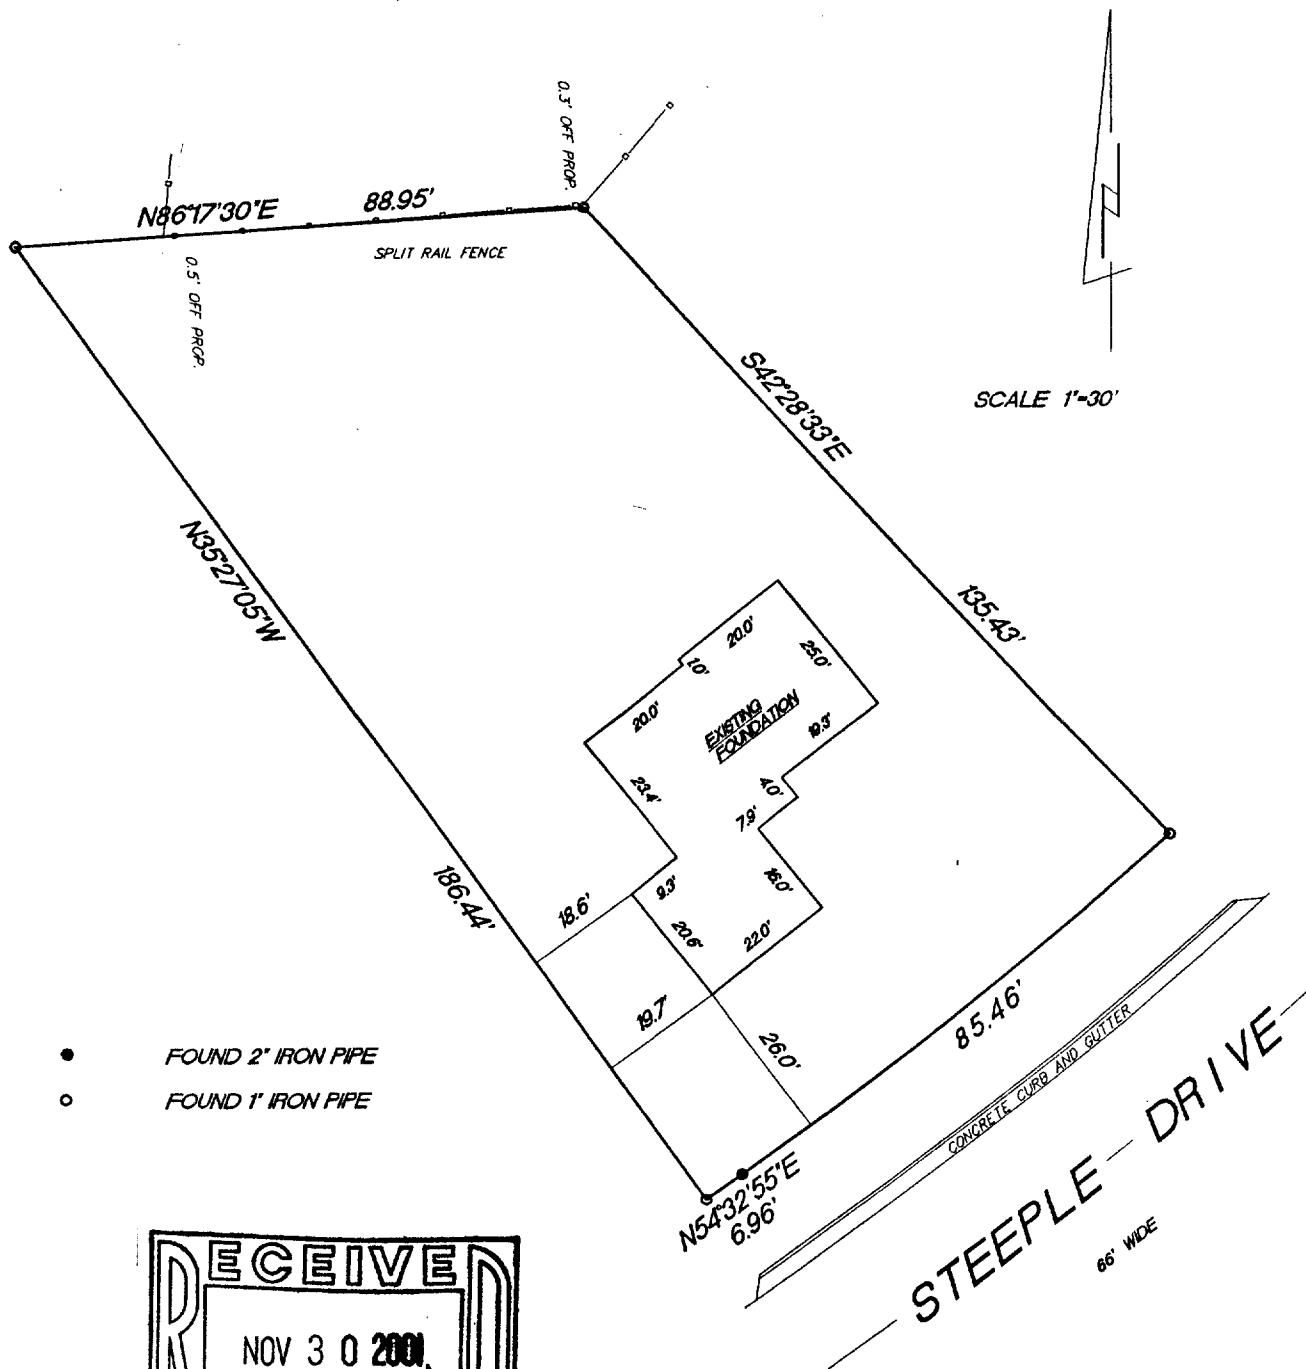 0.3' OFF PROP.
N86°17'30"E
88.95'
SPLIT RAIL FENCE
0.5' OFF PROP.
S42°28'33"E
SCALE 1"=30'
N35°27'05"W
135.43'
20.0'
1.0'
25.0'
20.0'
EXISTING
FOUNDATION
19.3'
23.4'
4.0'
7.9'
186.44'
18.6'
9.3'
16.0'
20.6'
22.0'
19.7'
26.0'
85.46'
CONCRETE CURB AND GUTTER
FOUND 2" IRON PIPE
FOUND 1" IRON PIPE
N54°32'55"E
6.96'
STEEPLE DRIVE
66' WIDE
RECEIVED
NOV 30 2001